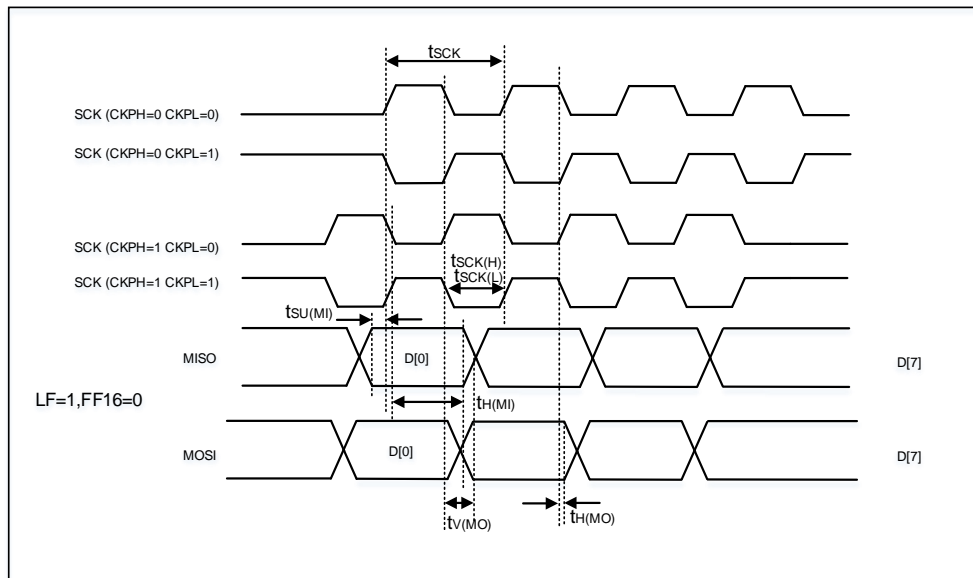 tSCK
SCK (CKPH=0 CKPL=0)
SCK (CKPH=0 CKPL=1)
SCK (CKPH=1 CKPL=0)
tSCK(H)
tSCK(L)
SCK (CKPH=1 CKPL=1)
tSU(MI)
MISO
D[0]
D[7]
LF=1,FF16=0
tH(MI)
MOSI
D[0]
D[7]
tV(MO)
tH(MO)